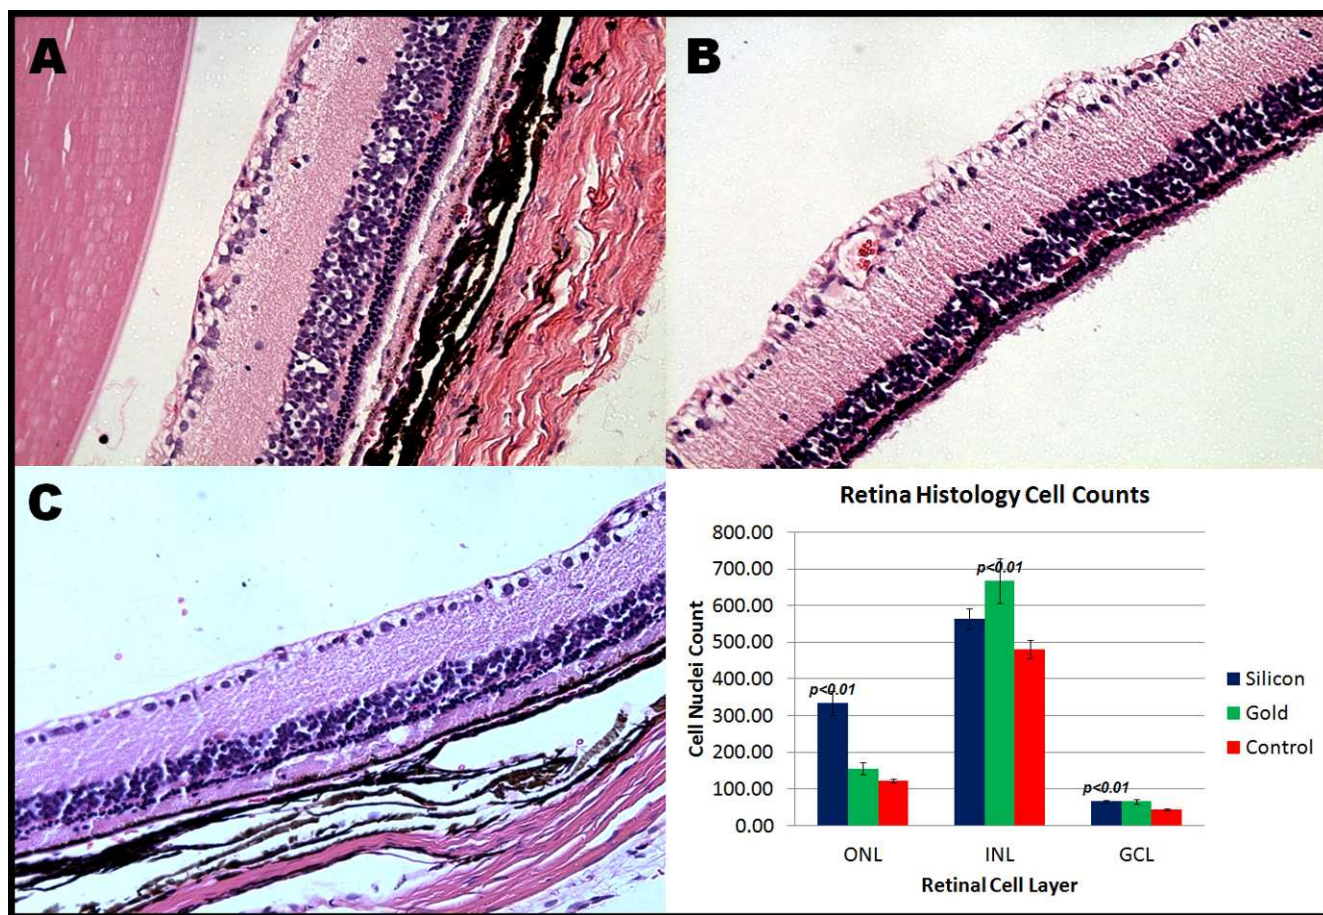 A
B
C
Retina Histology Cell Counts
Cell Nuclei Count
800.00
700.00
600.00
500.00
400.00
300.00
200.00
100.00
0.00
p<0.01
p<0.01
p<0.01
ONL
INL
GCL
Retinal Cell Layer
Silicon
Gold
Control